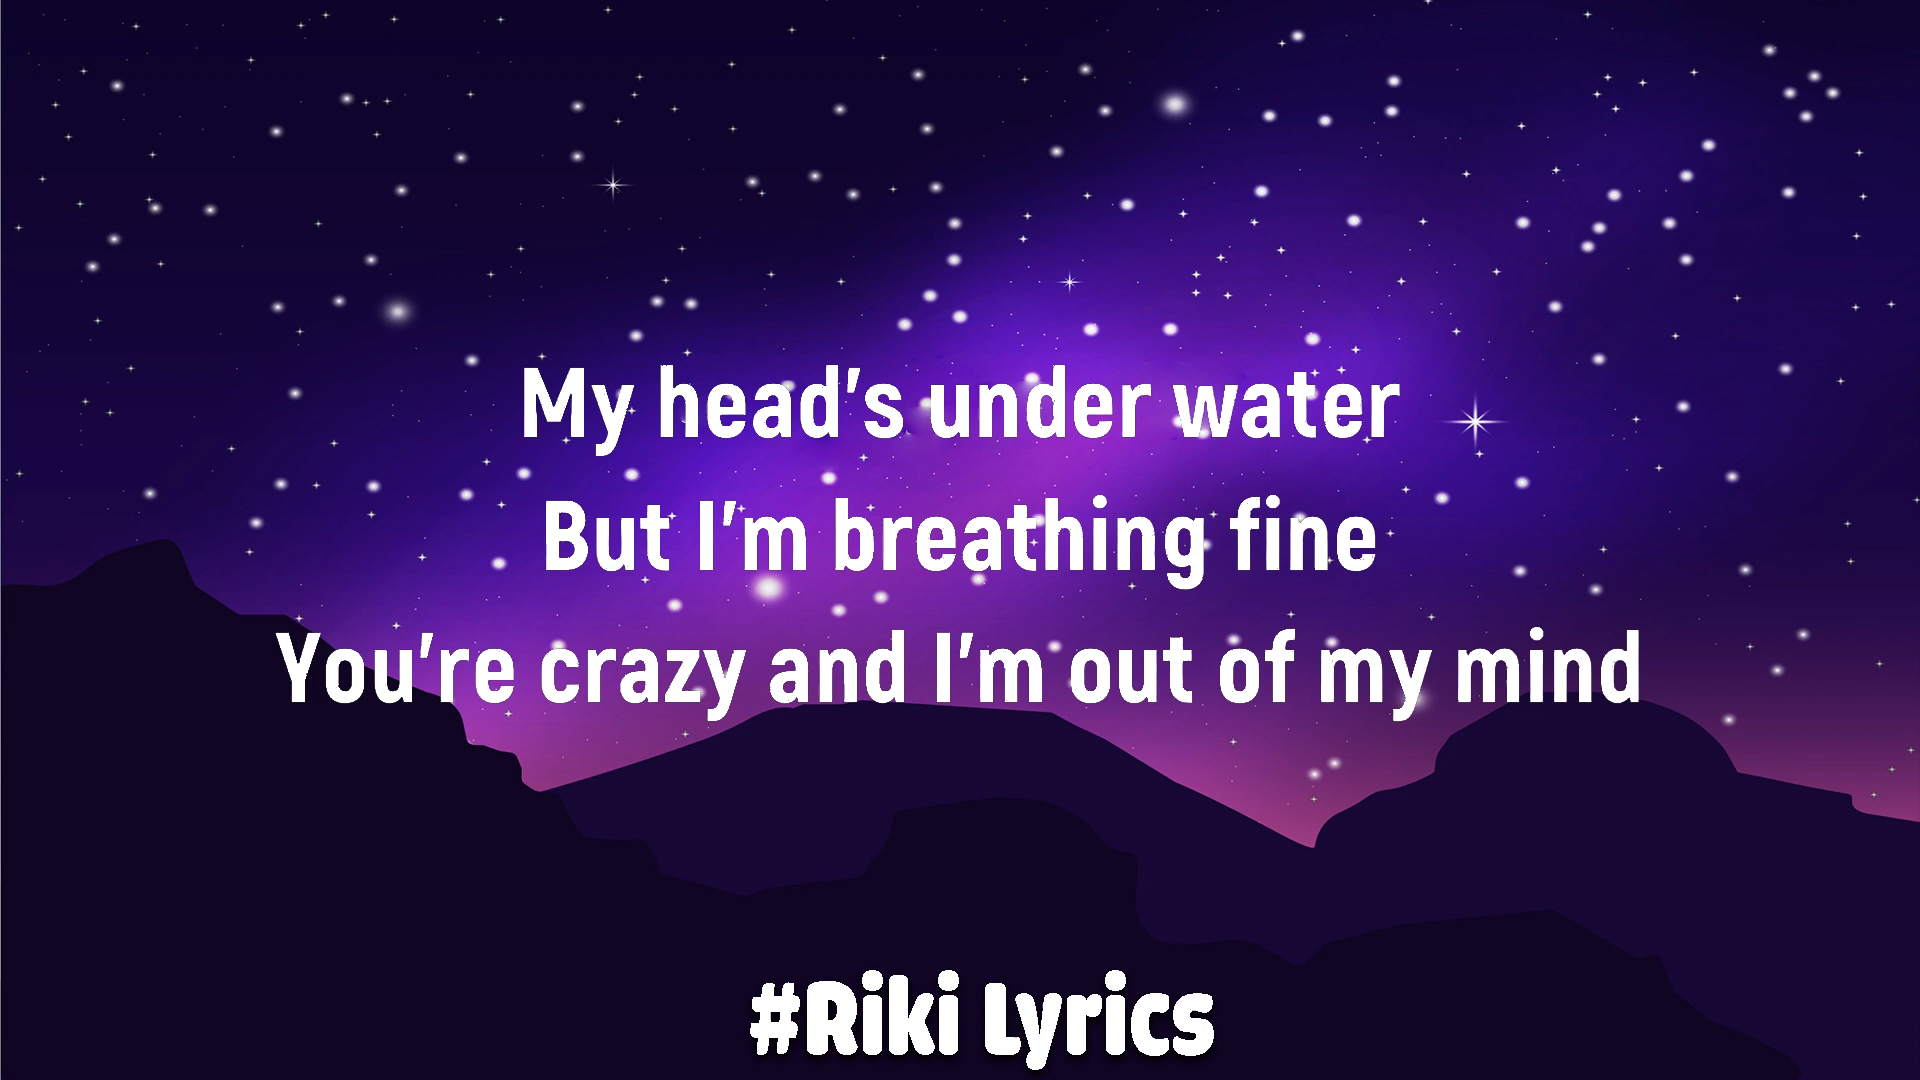 My head's under water
But I'm breathing fine
You're crazy and I'm out of my mind
#Riki Lyrics